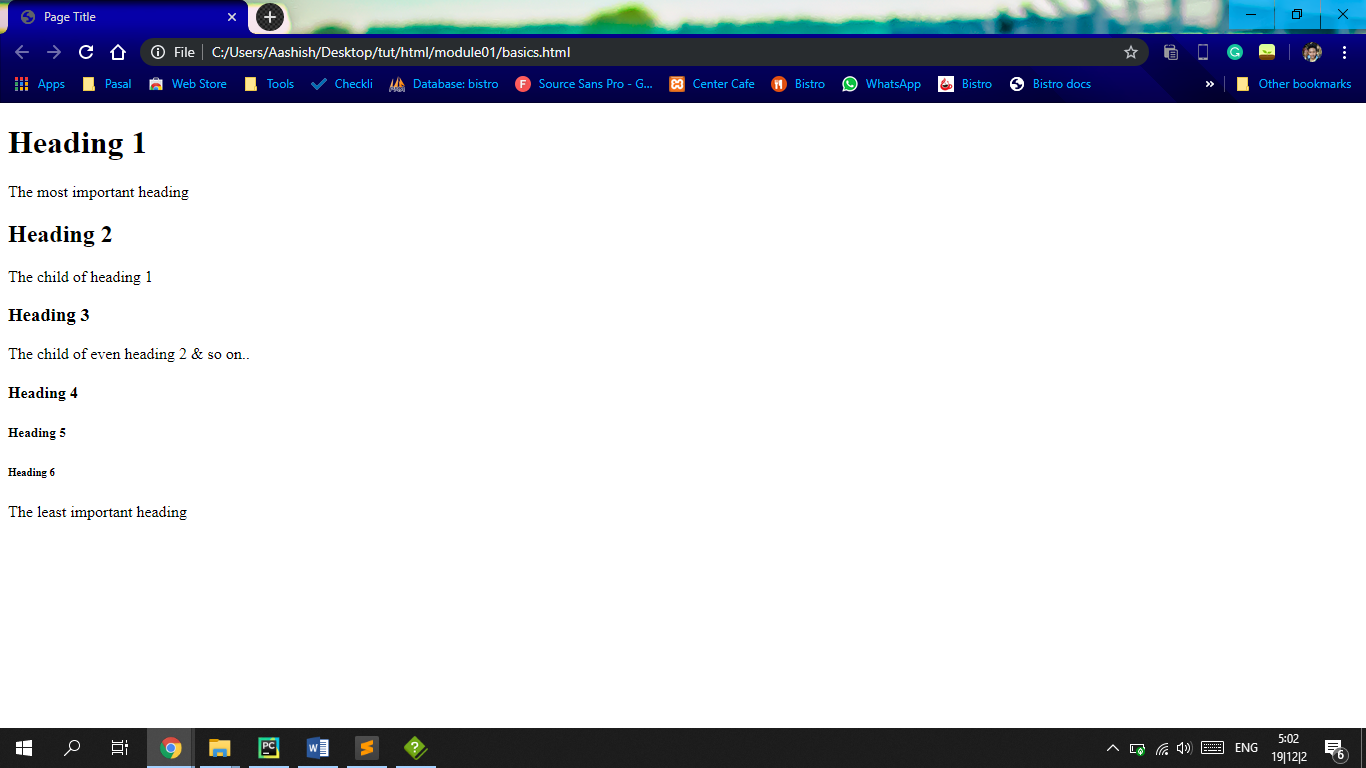 Page Title
File C:/Users/Aashish/Desktop/tut/html/module01/basics.html
Apps Pasal Web Store Tools Checkli Database: bistro Source Sans Pro - G... Center Cafe Bistro WhatsApp Bistro Bistro docs » Other bookmarks
Heading 1
The most important heading
Heading 2
The child of heading 1
Heading 3
The child of even heading 2 & so on..
Heading 4
Heading 5
Heading 6
The least important heading
ENG
5:02
19|12|2
6